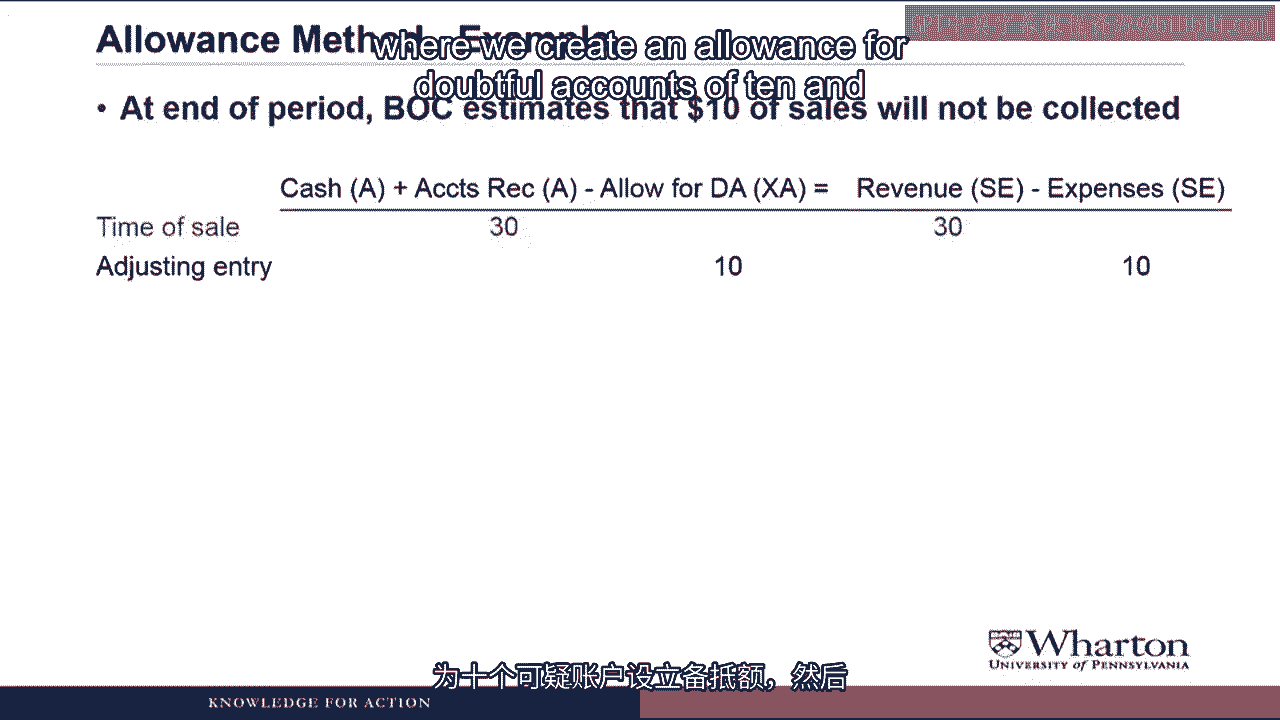 Allowance Method - Example
where we create an allowance for
doubtful accounts of ten and
• At end of period, BOC estimates that $10 of sales will not be collected
Cash (A) + Accts Rec (A) - Allow for DA (XA) = Revenue (SE) - Expenses (SE)
Time of sale 30 30
Adjusting entry 10 10
Wharton
UNIVERSITY of PENNSYLVANIA
为十个可疑账户设立备抵额，然后
KNOWLEDGE FOR ACTION